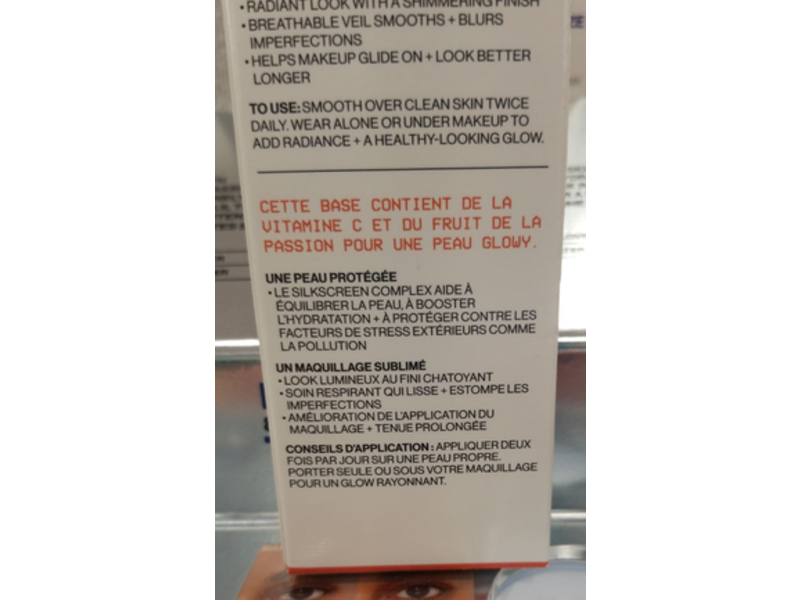 • RADIANT LOOK WITH A SHIMMERING FINISH
• BREATHABLE VEIL SMOOTHS + BLURS
IMPERFECTIONS
• HELPS MAKEUP GLIDE ON + LOOK BETTER
LONGER
TO USE: SMOOTH OVER CLEAN SKIN TWICE
DAILY. WEAR ALONE OR UNDER MAKEUP TO
ADD RADIANCE + A HEALTHY-LOOKING GLOW.
CETTE BASE CONTIENT DE LA
VITAMINE C ET DU FRUIT DE LA
PASSION POUR UNE PEAU GLOWY.
UNE PEAU PROTÉGÉE
• LE SILKSCREEN COMPLEX AIDE À
ÉQUILIBRER LA PEAU, À BOOSTER
L'HYDRATATION + À PROTÉGER CONTRE LES
FACTEURS DE STRESS EXTÉRIEURS COMME
LA POLLUTION
UN MAQUILLAGE SUBLIMÉ
• LOOK LUMINEUX AU FINI CHATOYANT
• SOIN RESPIRANT QUI LISSE + ESTOMPE LES
IMPERFECTIONS
• AMÉLIORATION DE L'APPLICATION DU
MAQUILLAGE + TENUE PROLONGÉE
CONSEILS D'APPLICATION : APPLIQUER DEUX
FOIS PAR JOUR SUR UNE PEAU PROPRE.
PORTER SEULE OU SOUS VOTRE MAQUILLAGE
POUR UN GLOW RAYONNANT.